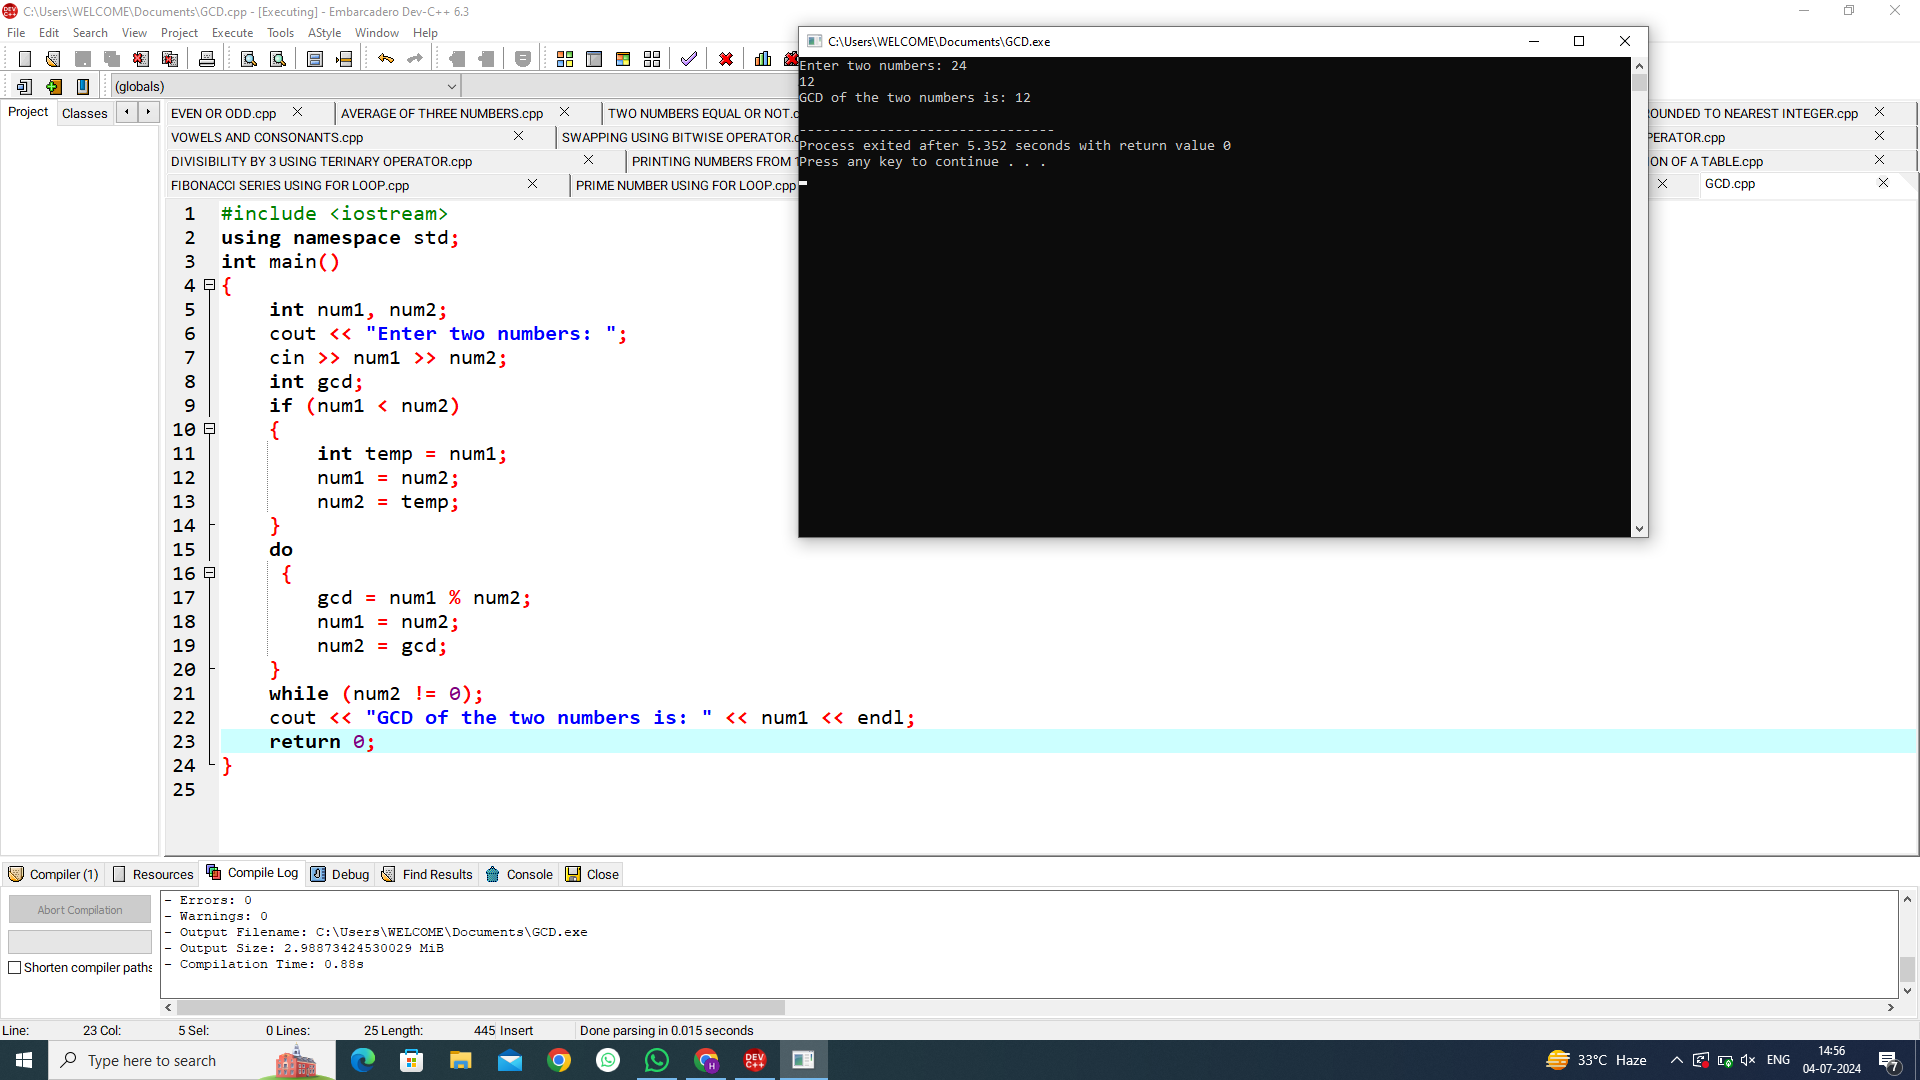 C:\Users\WELCOME\Documents\GCD.cpp - [Executing] - Embarcadero Dev-C++ 6.3
File Edit Search View Project Execute Tools AStyle Window Help
(globals)
Project Classes
EVEN OR ODD.cpp AVERAGE OF THREE NUMBERS.cpp TWO NUMBERS EQUAL OR NOT.c OUNDED TO NEAREST INTEGER.cpp
VOWELS AND CONSONANTS.cpp SWAPPING USING BITWISE OPERATOR.c PERATOR.cpp
DIVISIBILITY BY 3 USING TERINARY OPERATOR.cpp PRINTING NUMBERS FROM 1 ON OF A TABLE.cpp
FIBONACCI SERIES USING FOR LOOP.cpp PRIME NUMBER USING FOR LOOP.cpp GCD.cpp
C:\Users\WELCOME\Documents\GCD.exe
Enter two numbers: 24
12
GCD of the two numbers is: 12
--------------------------------
Process exited after 5.352 seconds with return value 0
Press any key to continue . . .
1 #include <iostream>
2 using namespace std;
3 int main()
4 {
5 int num1, num2;
6 cout << "Enter two numbers: ";
7 cin >> num1 >> num2;
8 int gcd;
9 if (num1 < num2)
10 {
11 int temp = num1;
12 num1 = num2;
13 num2 = temp;
14 }
15 do
16 {
17 gcd = num1 % num2;
18 num1 = num2;
19 num2 = gcd;
20 }
21 while (num2 != 0);
22 cout << "GCD of the two numbers is: " << num1 << endl;
23 return 0;
24 }
25
Compiler (1) Resources Compile Log Debug Find Results Console Close
Abort Compilation
Shorten compiler paths
- Errors: 0
- Warnings: 0
- Output Filename: C:\Users\WELCOME\Documents\GCD.exe
- Output Size: 2.98873424530029 MiB
- Compilation Time: 0.88s
Line: 23 Col: 5 Sel: 0 Lines: 25 Length: 445 Insert Done parsing in 0.015 seconds
Type here to search
DEV C++
33°C Haze
ENG
14:56
04-07-2024
7